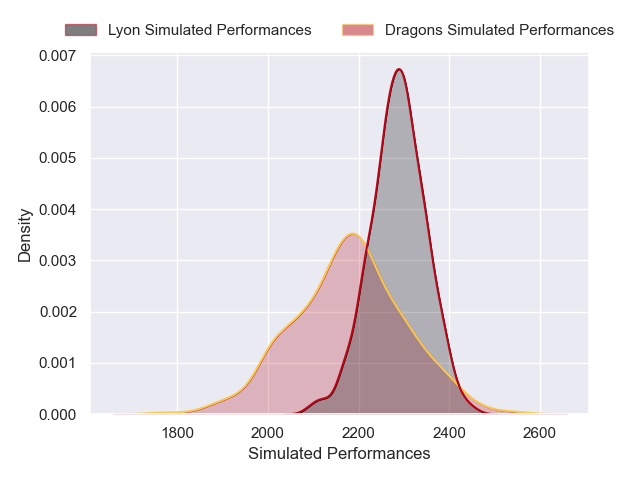 Lyon Simulated Performances Dragons Simulated Performances
0.007
0.006
0.005
0.004
0.003
0.002
0.001
0.000
Density
1800 2000 2200 2400 2600
Simulated Performances